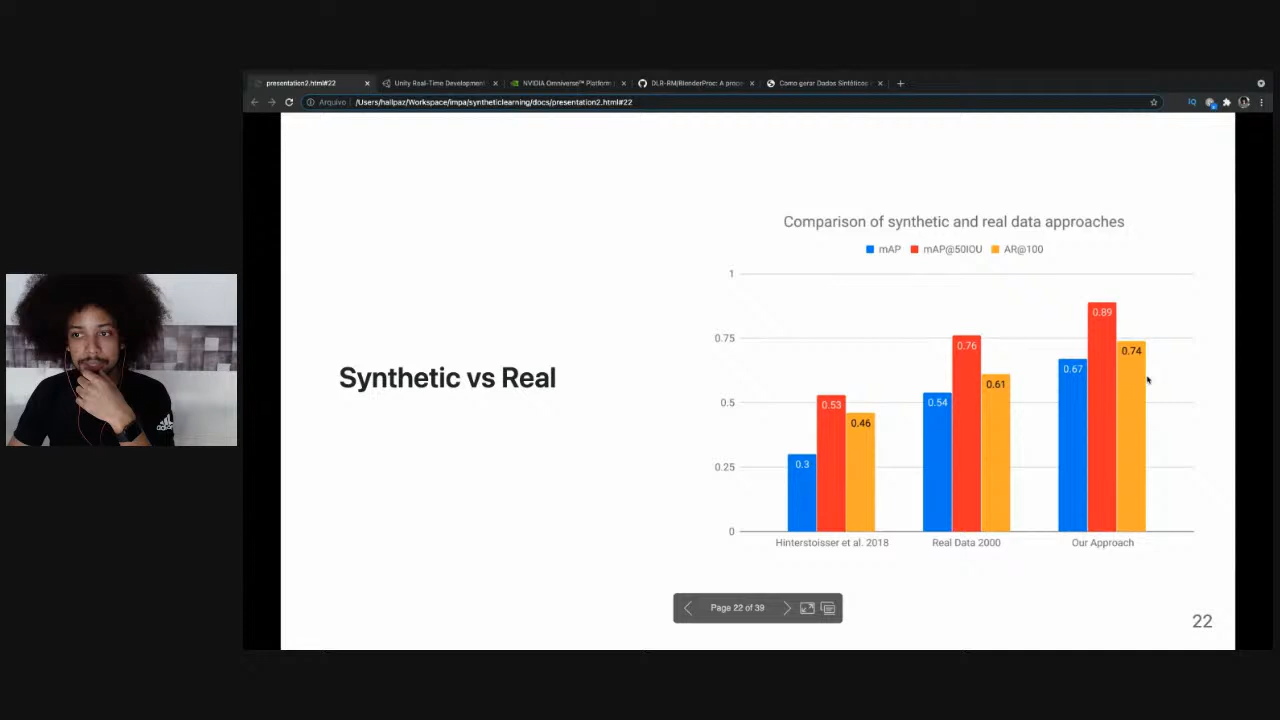 presentation2.html#22
Unity Real-Time Development
NVIDIA Omniverse™ Platform
DLR-RM/BlenderProc: A proce
Como gerar Dados Sintéticos
Arquivo /Users/hallpaz/Workspace/impa/syntheticlearning/docs/presentation2.html#22
IQ
Synthetic vs Real
Comparison of synthetic and real data approaches
mAP mAP@50IOU AR@100
1
0.75
0.5
0.25
0
0.3
0.53
0.46
0.54
0.76
0.61
0.67
0.89
0.74
Hinterstoisser et al. 2018
Real Data 2000
Our Approach
Page 22 of 39
22
adidas